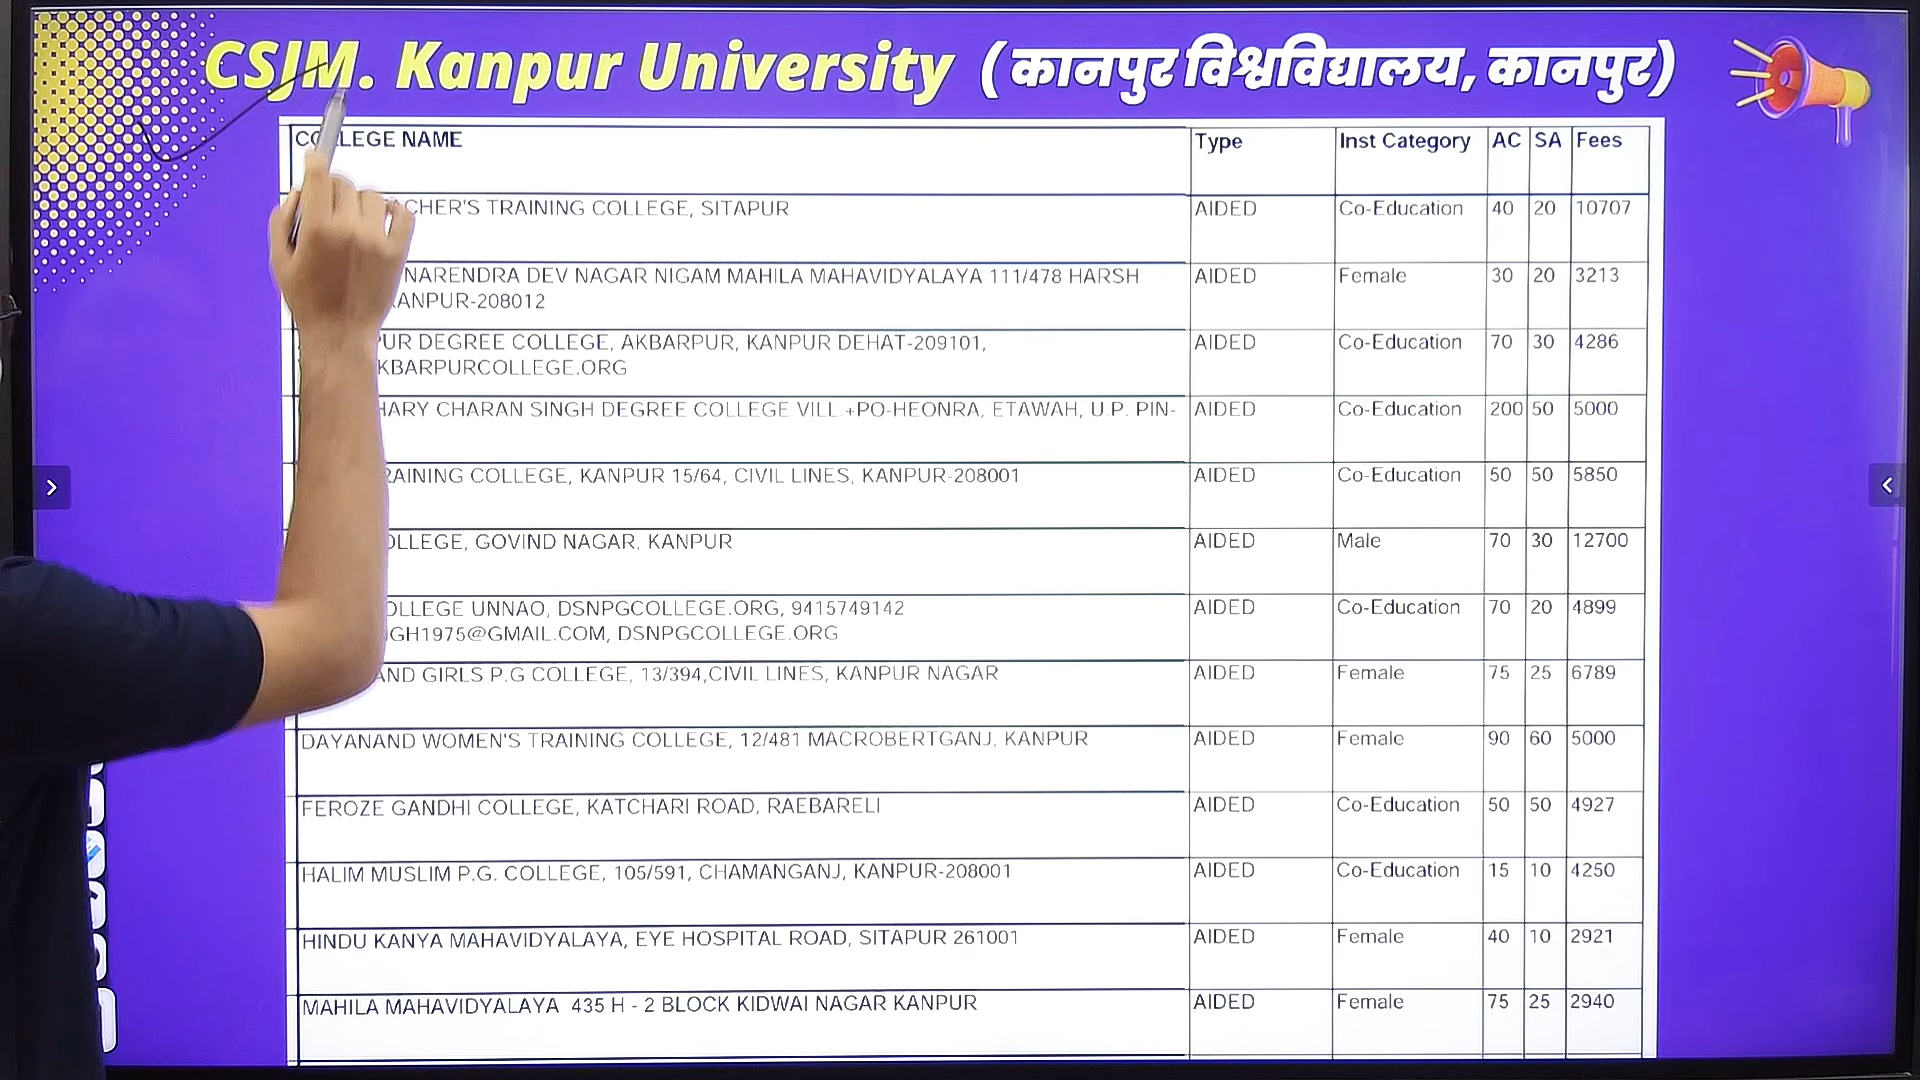 CSJM. Kanpur University (कानपुर विश्वविद्यालय, कानपुर)
COLLEGE NAME Type Inst Category AC SA Fees
TRAINING COLLEGE, SITAPUR AIDED Co-Education 40 20 10707
NARENDRA DEV NAGAR NIGAM MAHILA MAHAVIDYALAYA 111/478 HARSH AIDED Female 30 20 3213
KANPUR-208012
DEGREE COLLEGE, AKBARPUR, KANPUR DEHAT-209101, AIDED Co-Education 70 30 4286
KBARPURCOLLEGE.ORG
CHARAN SINGH DEGREE COLLEGE VILL.+PO-HEONRA, ETAWAH, U.P. PIN- AIDED Co-Education 200 50 5000
TRAINING COLLEGE, KANPUR 15/64, CIVIL LINES, KANPUR-208001 AIDED Co-Education 50 50 5850
COLLEGE, GOVIND NAGAR, KANPUR AIDED Male 70 30 12700
COLLEGE UNNAO, DSNPGCOLLEGE.ORG, 9415749142 AIDED Co-Education 70 20 4899
GH1975@GMAIL.COM, DSNPGCOLLEGE.ORG
GIRLS P.G COLLEGE, 13/394,CIVIL LINES, KANPUR NAGAR AIDED Female 75 25 6789
DAYANAND WOMEN'S TRAINING COLLEGE, 12/481 MACROBERTGANJ, KANPUR AIDED Female 90 60 5000
FEROZE GANDHI COLLEGE, KATCHARI ROAD, RAEBARELI AIDED Co-Education 50 50 4927
HALIM MUSLIM P.G. COLLEGE, 105/591, CHAMANGANJ, KANPUR-208001 AIDED Co-Education 15 10 4250
HINDU KANYA MAHAVIDYALAYA, EYE HOSPITAL ROAD, SITAPUR 261001 AIDED Female 40 10 2921
MAHILA MAHAVIDYALAYA 435 H - 2 BLOCK KIDWAI NAGAR KANPUR AIDED Female 75 25 2940